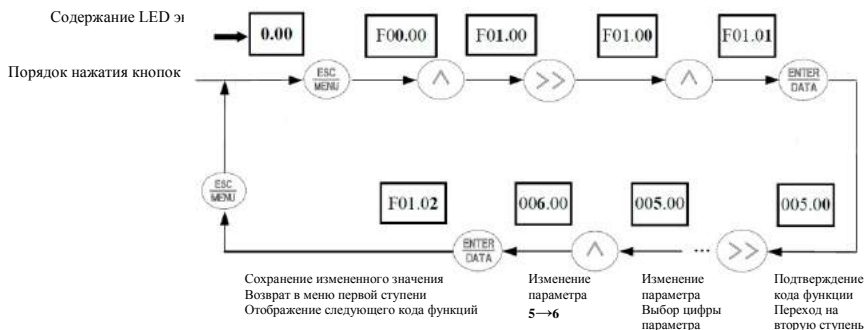 Содержание LED
0.00
F00.00
F01.00
F01.00
F01.01
Порядок нажатия кнопок
ESC
MENU
>>
ENTER
DATA
ESC
MENU
F01.02
006.00
005.00
005.00
ENTER
DATA
...
>>
Сохранение измененного значения
Возврат в меню первой ступени
Отображение следующего кода функций
Изменение
параметра
5→6
Изменение
параметра
Выбор цифры
параметра
Подтверждение
кода функции
Переход на
вторую ступень